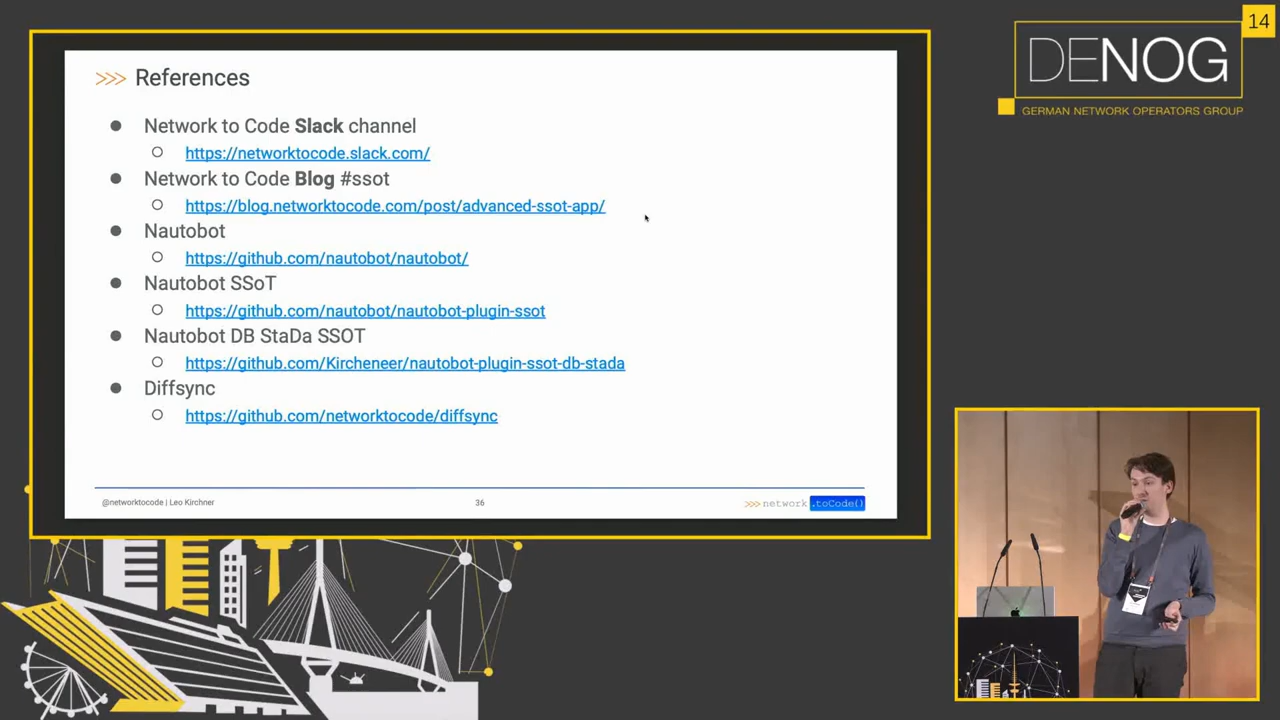 14
DENOG
GERMAN NETWORK OPERATORS GROUP
>>> References
● Network to Code Slack channel
○ https://networktocode.slack.com/
● Network to Code Blog #ssot
○ https://blog.networktocode.com/post/advanced-ssot-app/
● Nautobot
○ https://github.com/nautobot/nautobot/
● Nautobot SSoT
○ https://github.com/nautobot/nautobot-plugin-ssot
● Nautobot DB StaDa SSOT
○ https://github.com/Kircheneer/nautobot-plugin-ssot-db-stada
● Diffsync
○ https://github.com/networktocode/diffsync
@networktocode | Leo Kirchner
36
>>> network .toCode()